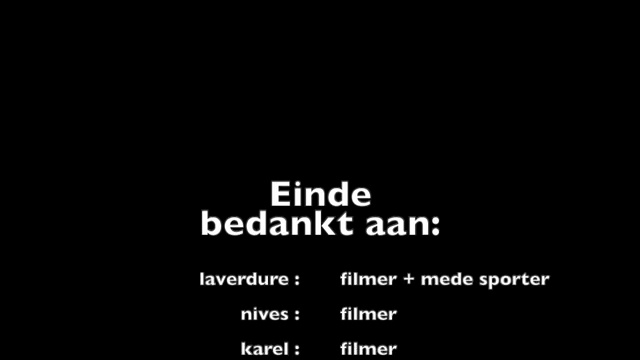 Einde
bedankt aan:
laverdure : filmer + mede sporter
nives : filmer
karel : filmer